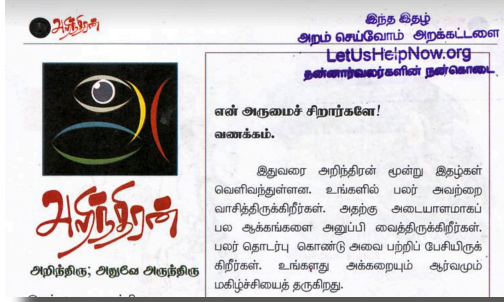 அறிந்திரன்
இந்த இதழ்
அறம் செய்வோம் அறக்கட்டளை
LetUsHelpNow.org
தன்னார்வலர்களின் நன்கொடை
அறிந்திரன்
அறிந்திரு; அதுவே அருந்திரு
என் அருமைச் சிறார்களே!
வணக்கம்.
இதுவரை அறிந்திரன் மூன்று இதழ்கள்
வெளிவந்துள்ளன. உங்களில் பலர் அவற்றை
வாசித்திருக்கிறீர்கள். அதற்கு அடையாளமாகப்
பல ஆக்கங்களை அனுப்பி வைத்திருக்கிறீர்கள்.
பலர் தொடர்பு கொண்டு அவை பற்றிப் பேசியிருக்
கிறீர்கள். உங்களது அக்கறையும் ஆர்வமும்
மகிழ்ச்சியைத் தருகிறது.